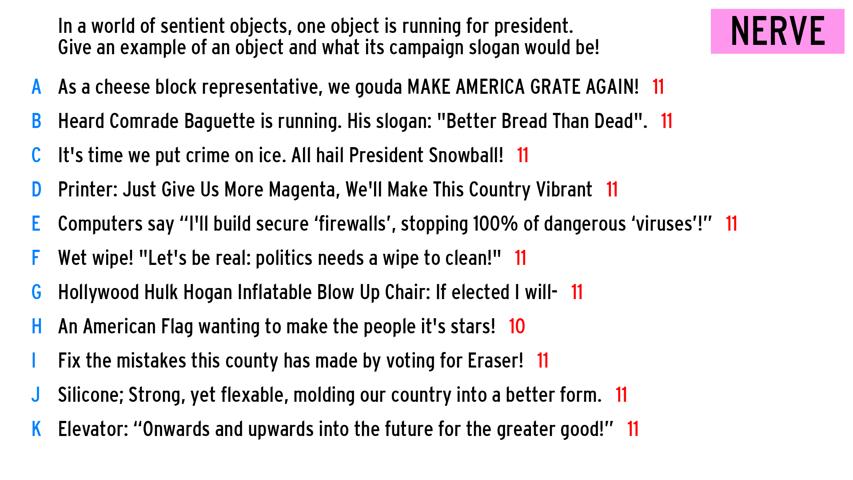 In a world of sentient objects, one object is running for president.
Give an example of an object and what its campaign slogan would be!
NERVE
A As a cheese block representative, we gouda MAKE AMERICA GRATE AGAIN! 11
B Heard Comrade Baguette is running. His slogan: "Better Bread Than Dead". 11
C It's time we put crime on ice. All hail President Snowball! 11
D Printer: Just Give Us More Magenta, We'll Make This Country Vibrant 11
E Computers say “I'll build secure ‘firewalls’, stopping 100% of dangerous ‘viruses’!” 11
F Wet wipe! "Let's be real: politics needs a wipe to clean!" 11
G Hollywood Hulk Hogan Inflatable Blow Up Chair: If elected I will- 11
H An American Flag wanting to make the people it's stars! 10
I Fix the mistakes this county has made by voting for Eraser! 11
J Silicone; Strong, yet flexable, molding our country into a better form. 11
K Elevator: “Onwards and upwards into the future for the greater good!” 11